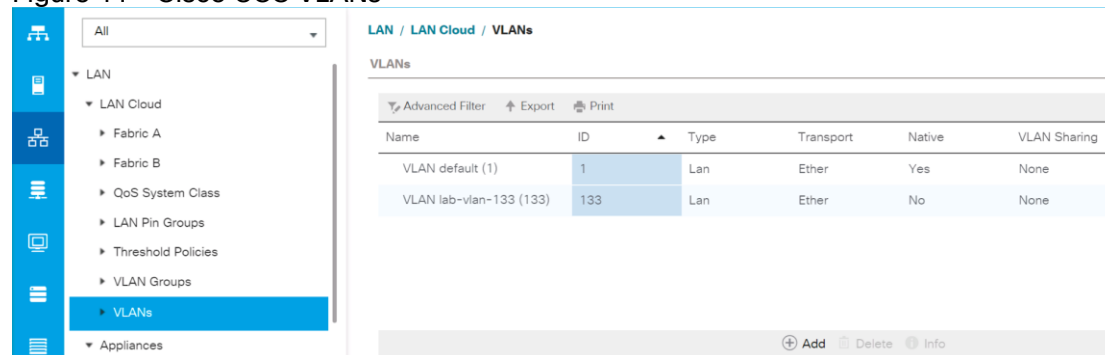 All
LAN
LAN Cloud
Fabric A
Fabric B
QoS System Class
LAN Pin Groups
Threshold Policies
VLAN Groups
VLANs
Appliances
LAN / LAN Cloud / VLANs
VLANs
Advanced Filter Export Print
Name ID Type Transport Native VLAN Sharing
VLAN default (1) 1 Lan Ether Yes None
VLAN lab-vlan-133 (133) 133 Lan Ether No None
Add Delete Info